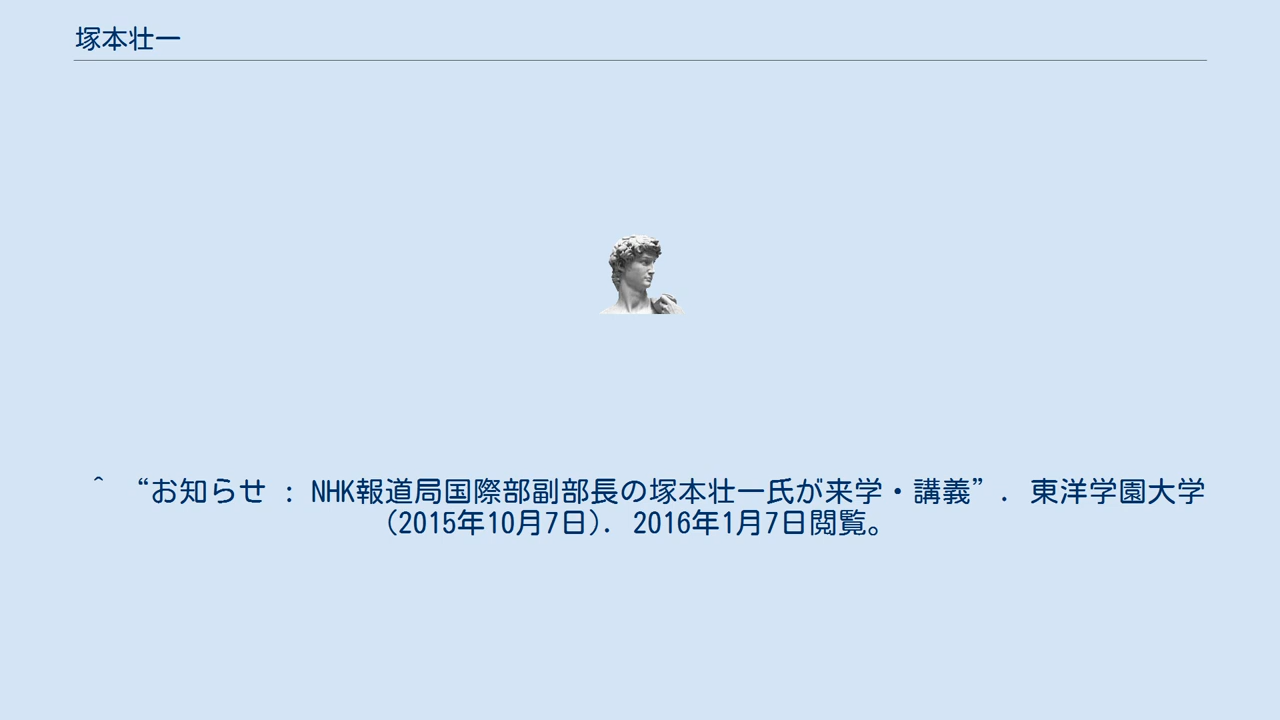 塚本壮一
^ “お知らせ : NHK報道局国際部副部長の塚本壮一氏が来学・講義”. 東洋学園大学
(2015年10月7日). 2016年1月7日閲覧。